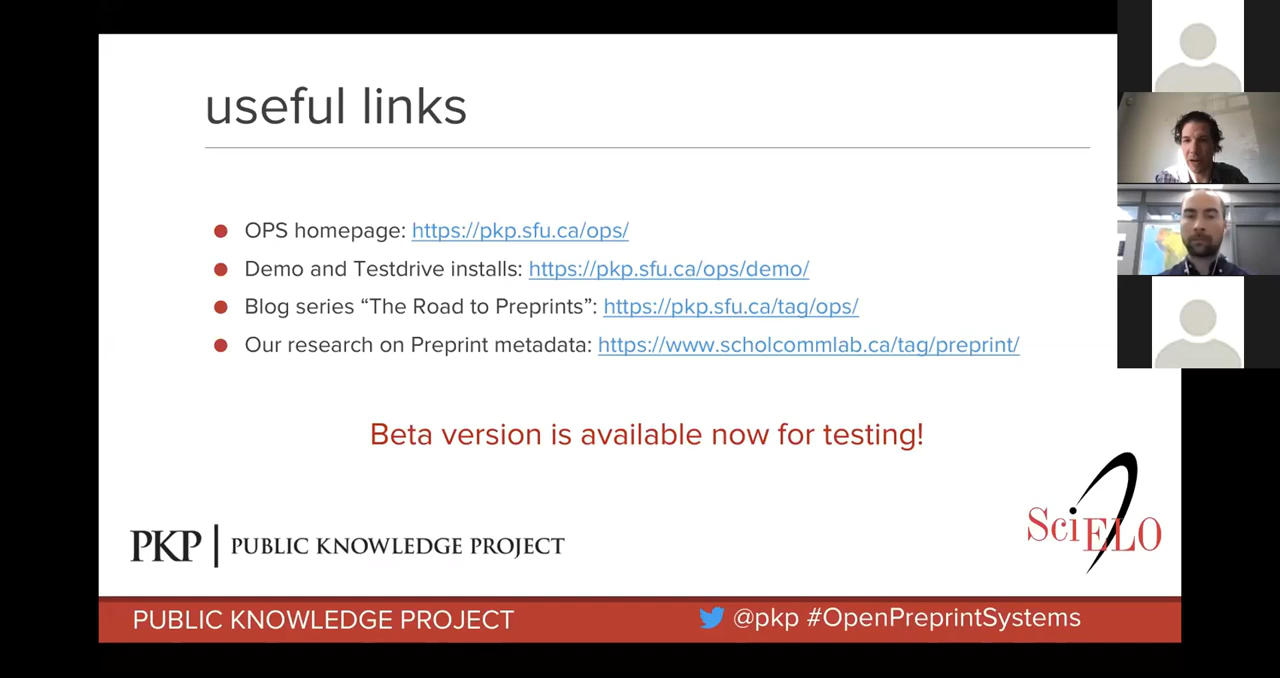 useful links
OPS homepage: https://pkp.sfu.ca/ops/
Demo and Testdrive installs: https://pkp.sfu.ca/ops/demo/
Blog series “The Road to Preprints”: https://pkp.sfu.ca/tag/ops/
Our research on Preprint metadata: https://www.scholcommlab.ca/tag/preprint/
Beta version is available now for testing!
PKP | PUBLIC KNOWLEDGE PROJECT
SciELO
PUBLIC KNOWLEDGE PROJECT
@pkp #OpenPreprintSystems